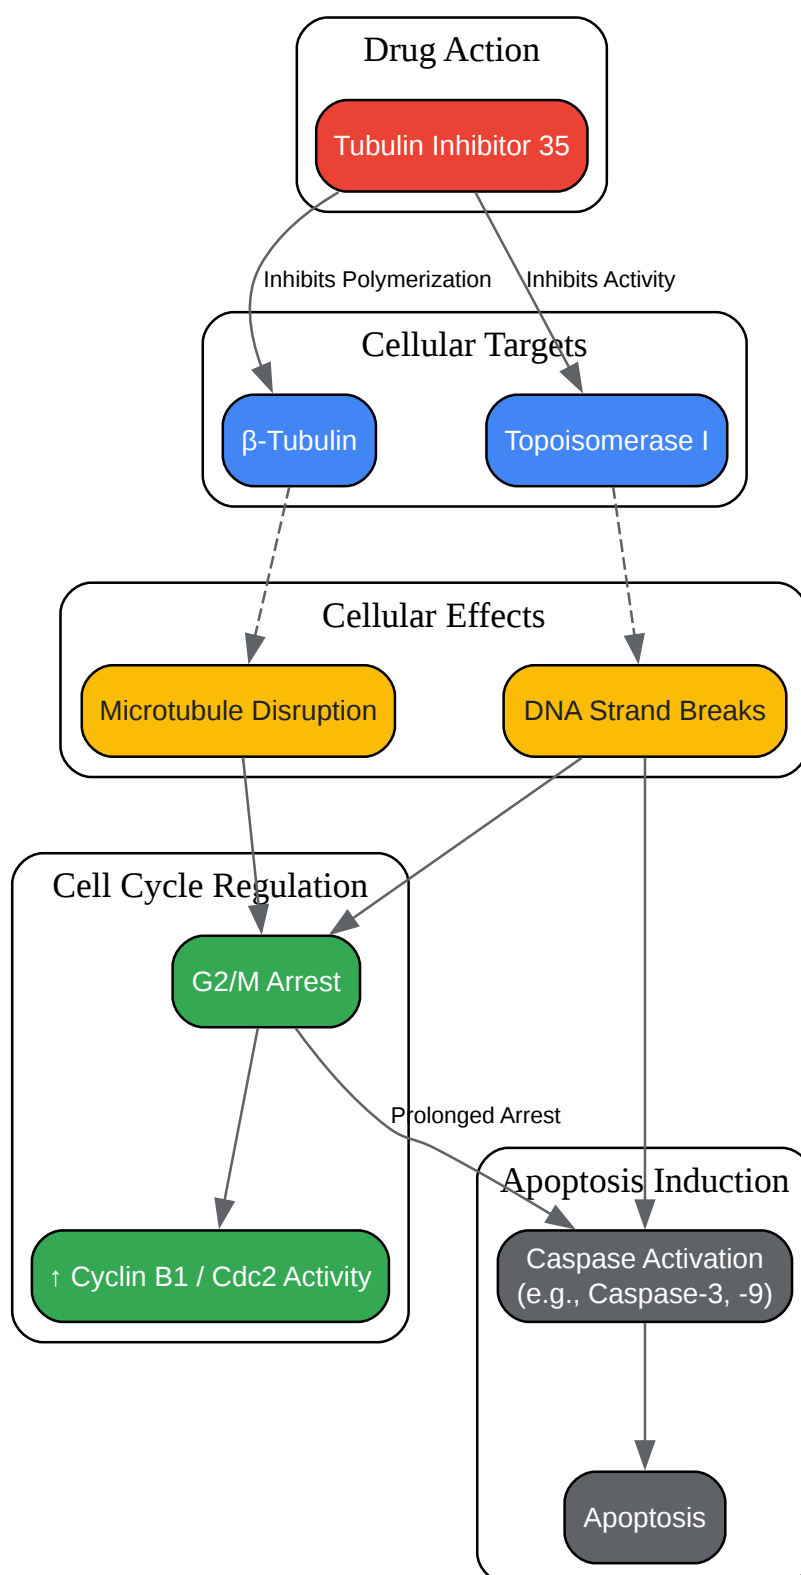 Drug Action
Tubulin Inhibitor 35
Inhibits Polymerization
Inhibits Activity
Cellular Targets
β-Tubulin
Topoisomerase I
Cellular Effects
Microtubule Disruption
DNA Strand Breaks
Cell Cycle Regulation
G2/M Arrest
Prolonged Arrest
Apoptosis Induction
↑ Cyclin B1 / Cdc2 Activity
Caspase Activation
(e.g., Caspase-3, -9)
Apoptosis